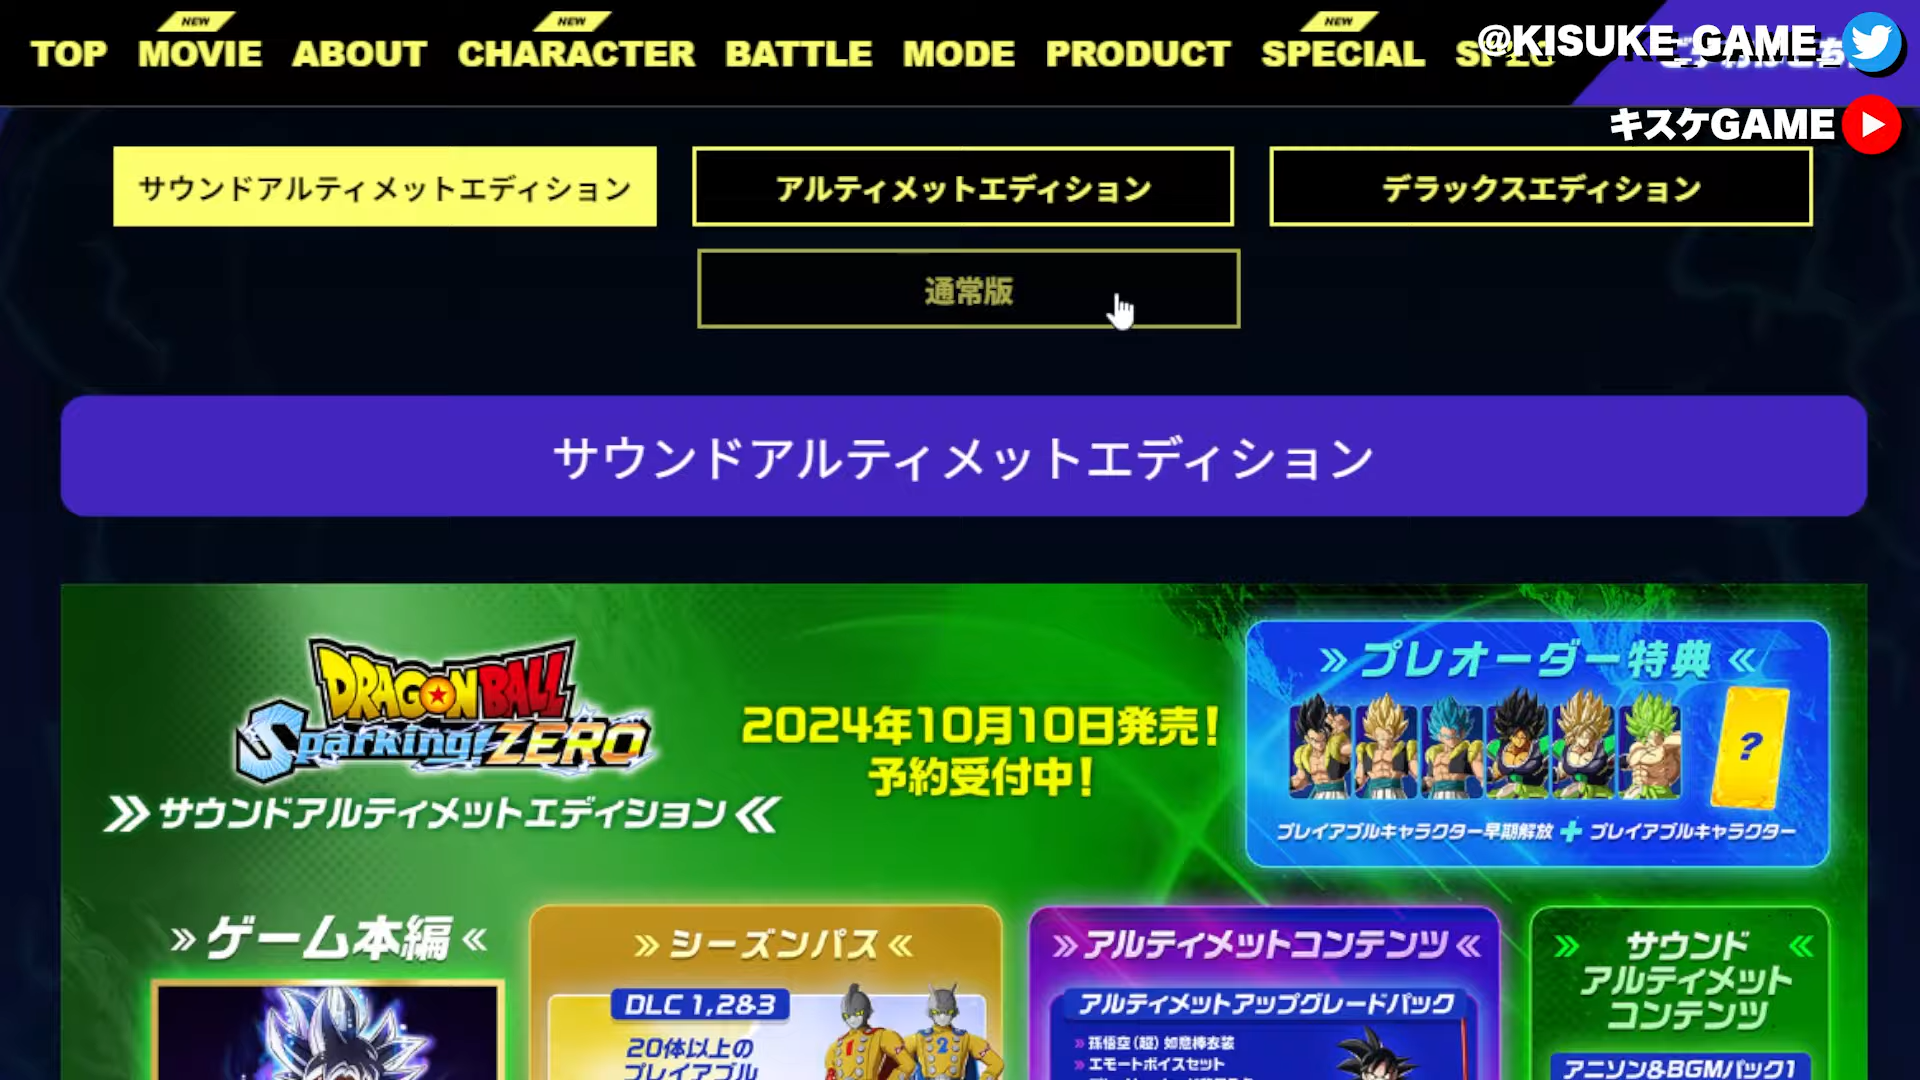 NEW
NEW
NEW
TOP MOVIE ABOUT CHARACTER BATTLE MODE PRODUCT SPECIAL SPEC
@KISUKE_GAME
キスケGAME
サウンドアルティメットエディション
アルティメットエディション
デラックスエディション
通常版
サウンドアルティメットエディション
DRAGON BALL
Sparking! ZERO
»サウンドアルティメットエディション«
2024年10月10日発売!
予約受付中!
»プレオーダー特典«
?
プレイアブルキャラクター早期解放 + プレイアブルキャラクター
»ゲーム本編«
»シーズンパス«
DLC 1,2&3
20体以上の
プレイアブル
1
2
»アルティメットコンテンツ«
アルティメットアップグレードパック
»孫悟空(超) 如意棒衣装
»エモートボイスセット
»サウンド
アルティメット
コンテンツ«
アニソン&BGMパック1